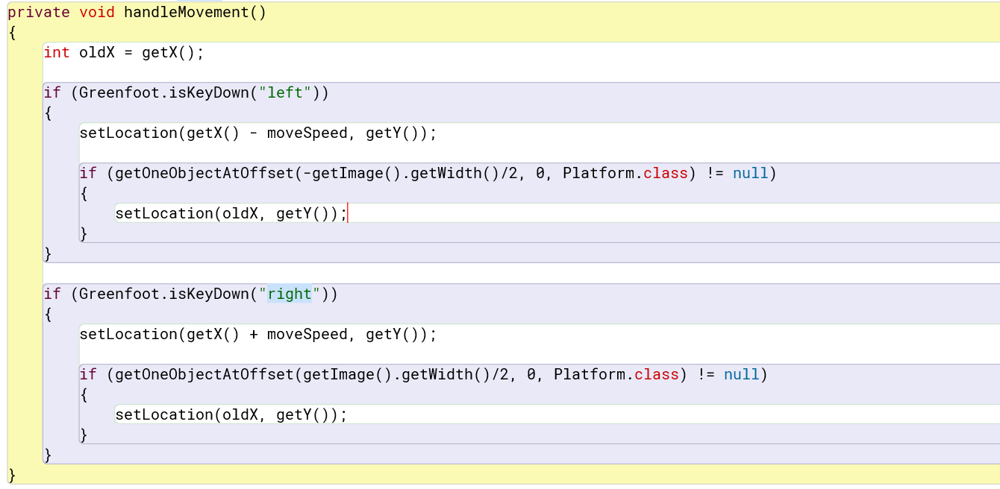 private void handleMovement()
{
int oldX = getX();
if (Greenfoot.isKeyDown("left"))
{
setLocation(getX() - moveSpeed, getY());
if (getOneObjectAtOffset(-getImage().getWidth()/2, 0, Platform.class) != null)
{
setLocation(oldX, getY());
}
}
if (Greenfoot.isKeyDown("right"))
{
setLocation(getX() + moveSpeed, getY());
if (getOneObjectAtOffset(getImage().getWidth()/2, 0, Platform.class) != null)
{
setLocation(oldX, getY());
}
}
}